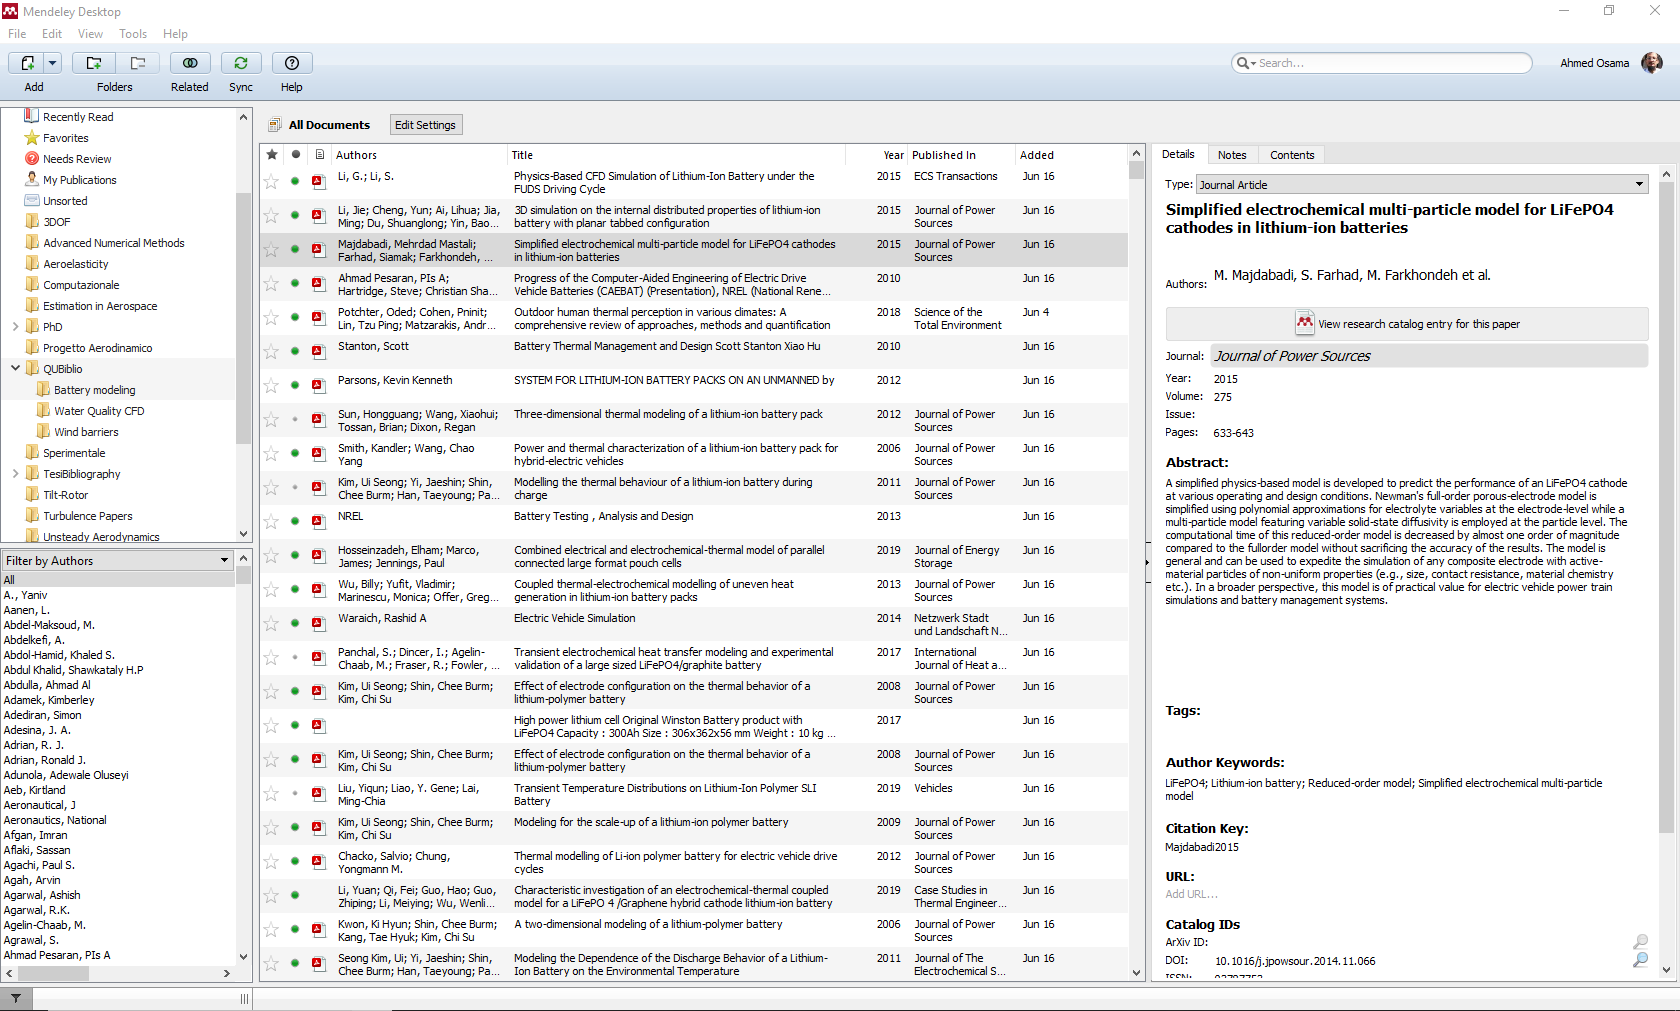 Mendeley Desktop
File Edit View Tools Help
Add Folders Related Sync Help
Search...
Ahmed Osama
Recently Read
Favorites
Needs Review
My Publications
Unsorted
3DOF
Advanced Numerical Methods
Aeroelasticity
Computazionale
Estimation in Aerospace
PhD
Progetto Aerodinamico
QUBiblio
Battery modeling
Water Quality CFD
Wind barriers
Sperimentale
TesiBibliography
Tilt-Rotor
Turbulence Papers
Unsteady Aerodynamics
Filter by Authors
All
A., Yaniv
Aanen, L.
Abdel-Maksoud, M.
Abdelkefi, A.
Abdol-Hamid, Khaled S.
Abdul Khalid, Shawkataly H.P
Abdulla, Ahmad Al
Adamek, Kimberley
Adediran, Simon
Adesina, J. A.
Adrian, R. J.
Adrian, Ronald J.
Adunola, Adewale Oluseyi
Aeb, Kirtland
Aeronautical, J
Aeronautics, National
Afgan, Imran
Aflaki, Sassan
Agachi, Paul S.
Agah, Arvin
Agarwal, Ashish
Agarwal, R.K.
Agelin-Chaab, M.
Agrawal, S.
Ahmad Pesaran, PIs A
All Documents Edit Settings
Authors Title Year Published In Added
Li, G.; Li, S. Physics-Based CFD Simulation of Lithium-Ion Battery under the 2015 ECS Transactions Jun 16
FUDS Driving Cycle
Li, Jie; Cheng, Yun; Ai, Lihua; Jia, 3D simulation on the internal distributed properties of lithium-ion 2015 Journal of Power Jun 16
Ming; Du, Shuanglong; Yin, Bao... battery with planar tabbed configuration Sources
Majdabadi, Mehrdad Mastali; Simplified electrochemical multi-particle model for LiFePO4 cathodes 2015 Journal of Power Jun 16
Farhad, Siamak; Farkhondeh, ... in lithium-ion batteries Sources
Ahmad Pesaran, PIs A; Progress of the Computer-Aided Engineering of Electric Drive 2010 Jun 16
Hartridge, Steve; Christian Sha... Vehicle Batteries (CAEBAT) (Presentation), NREL (National Rene...
Potchter, Oded; Cohen, Pninit; Outdoor human thermal perception in various climates: A 2018 Science of the Jun 4
Lin, Tzu Ping; Matzarakis, Andr... comprehensive review of approaches, methods and quantification Total Environment
Stanton, Scott Battery Thermal Management and Design Scott Stanton Xiao Hu 2010 Jun 16
Parsons, Kevin Kenneth SYSTEM FOR LITHIUM-ION BATTERY PACKS ON AN UNMANNED by 2012 Jun 16
Sun, Hongguang; Wang, Xiaohui; Three-dimensional thermal modeling of a lithium-ion battery pack 2012 Journal of Power Jun 16
Tossan, Brian; Dixon, Regan Sources
Smith, Kandler; Wang, Chao Power and thermal characterization of a lithium-ion battery pack for 2006 Journal of Power Jun 16
Yang hybrid-electric vehicles Sources
Kim, Ui Seong; Yi, Jaeshin; Shin, Modelling the thermal behaviour of a lithium-ion battery during 2011 Journal of Power Jun 16
Chee Burm; Han, Taeyoung; Pa... charge Sources
NREL Battery Testing , Analysis and Design 2013 Jun 16
Hosseinzadeh, Elham; Marco, Combined electrical and electrochemical-thermal model of parallel 2019 Journal of Energy Jun 16
James; Jennings, Paul connected large format pouch cells Storage
Wu, Billy; Yufit, Vladimir; Coupled thermal-electrochemical modelling of uneven heat 2013 Journal of Power Jun 16
Marinescu, Monica; Offer, Greg... generation in lithium-ion battery packs Sources
Waraich, Rashid A Electric Vehicle Simulation 2014 Netzwerk Stadt Jun 16
und Landschaft N...
Panchal, S.; Dincer, I.; Agelin- Transient electrochemical heat transfer modeling and experimental 2017 International Jun 16
Chaab, M.; Fraser, R.; Fowler, ... validation of a large sized LiFePO4/graphite battery Journal of Heat a...
Kim, Ui Seong; Shin, Chee Burm; Effect of electrode configuration on the thermal behavior of a 2008 Journal of Power Jun 16
Kim, Chi Su lithium-polymer battery Sources
High power lithium cell Original Winston Battery product with 2017 Jun 16
LiFePO4 Capacity : 300Ah Size : 306x362x56 mm Weight : 10 kg ...
Kim, Ui Seong; Shin, Chee Burm; Effect of electrode configuration on the thermal behavior of a 2008 Journal of Power Jun 16
Kim, Chi Su lithium-polymer battery Sources
Liu, Yiqun; Liao, Y. Gene; Lai, Transient Temperature Distributions on Lithium-Ion Polymer SLI 2019 Vehicles Jun 16
Ming-Chia Battery
Kim, Ui Seong; Shin, Chee Burm; Modeling for the scale-up of a lithium-ion polymer battery 2009 Journal of Power Jun 16
Kim, Chi Su Sources
Chacko, Salvio; Chung, Thermal modelling of Li-ion polymer battery for electric vehicle drive 2012 Journal of Power Jun 16
Yongmann M. cycles Sources
Li, Yuan; Qi, Fei; Guo, Hao; Guo, Characteristic investigation of an electrochemical-thermal coupled 2019 Case Studies in Jun 16
Zhiping; Li, Meiying; Wu, Wenli... model for a LiFePO 4 /Graphene hybrid cathode lithium-ion battery Thermal Engineer...
Kwon, Ki Hyun; Shin, Chee Burm; A two-dimensional modeling of a lithium-polymer battery 2006 Journal of Power Jun 16
Kang, Tae Hyuk; Kim, Chi Su Sources
Seong Kim, Ui; Yi, Jaeshin; Shin, Modeling the Dependence of the Discharge Behavior of a Lithium- 2011 Journal of Jun 16
Chee Burm; Han, Taeyoung; Pa... Ion Battery on the Environmental Temperature The Electrochemical S...
Details Notes Contents
Type: Journal Article
Simplified electrochemical multi-particle model for LiFePO4
cathodes in lithium-ion batteries
Authors: M. Majdabadi, S. Farhad, M. Farkhondeh et al.
View research catalog entry for this paper
Journal: Journal of Power Sources
Year: 2015
Volume: 275
Issue:
Pages: 633-643
Abstract:
A simplified physics-based model is developed to predict the performance of an LiFePO4 cathode
at various operating and design conditions. Newman's full-order porous-electrode model is
simplified using polynomial approximations for electrolyte variables at the electrode-level while a
multi-particle model featuring variable solid-state diffusivity is employed at the particle level. The
computational time of this reduced-order model is decreased by almost one order of magnitude
compared to the fullorder model without sacrificing the accuracy of the results. The model is
general and can be used to expedite the simulation of any composite electrode with active-
material particles of non-uniform properties (e.g., size, contact resistance, material chemistry
etc.). In a broader perspective, this model is of practical value for electric vehicle power train
simulations and battery management systems.
Tags:
Author Keywords:
LiFePO4; Lithium-ion battery; Reduced-order model; Simplified electrochemical multi-particle
model
Citation Key:
Majdabadi2015
URL:
Add URL...
Catalog IDs
ArXiv ID:
DOI: 10.1016/j.jpowsour.2014.11.066